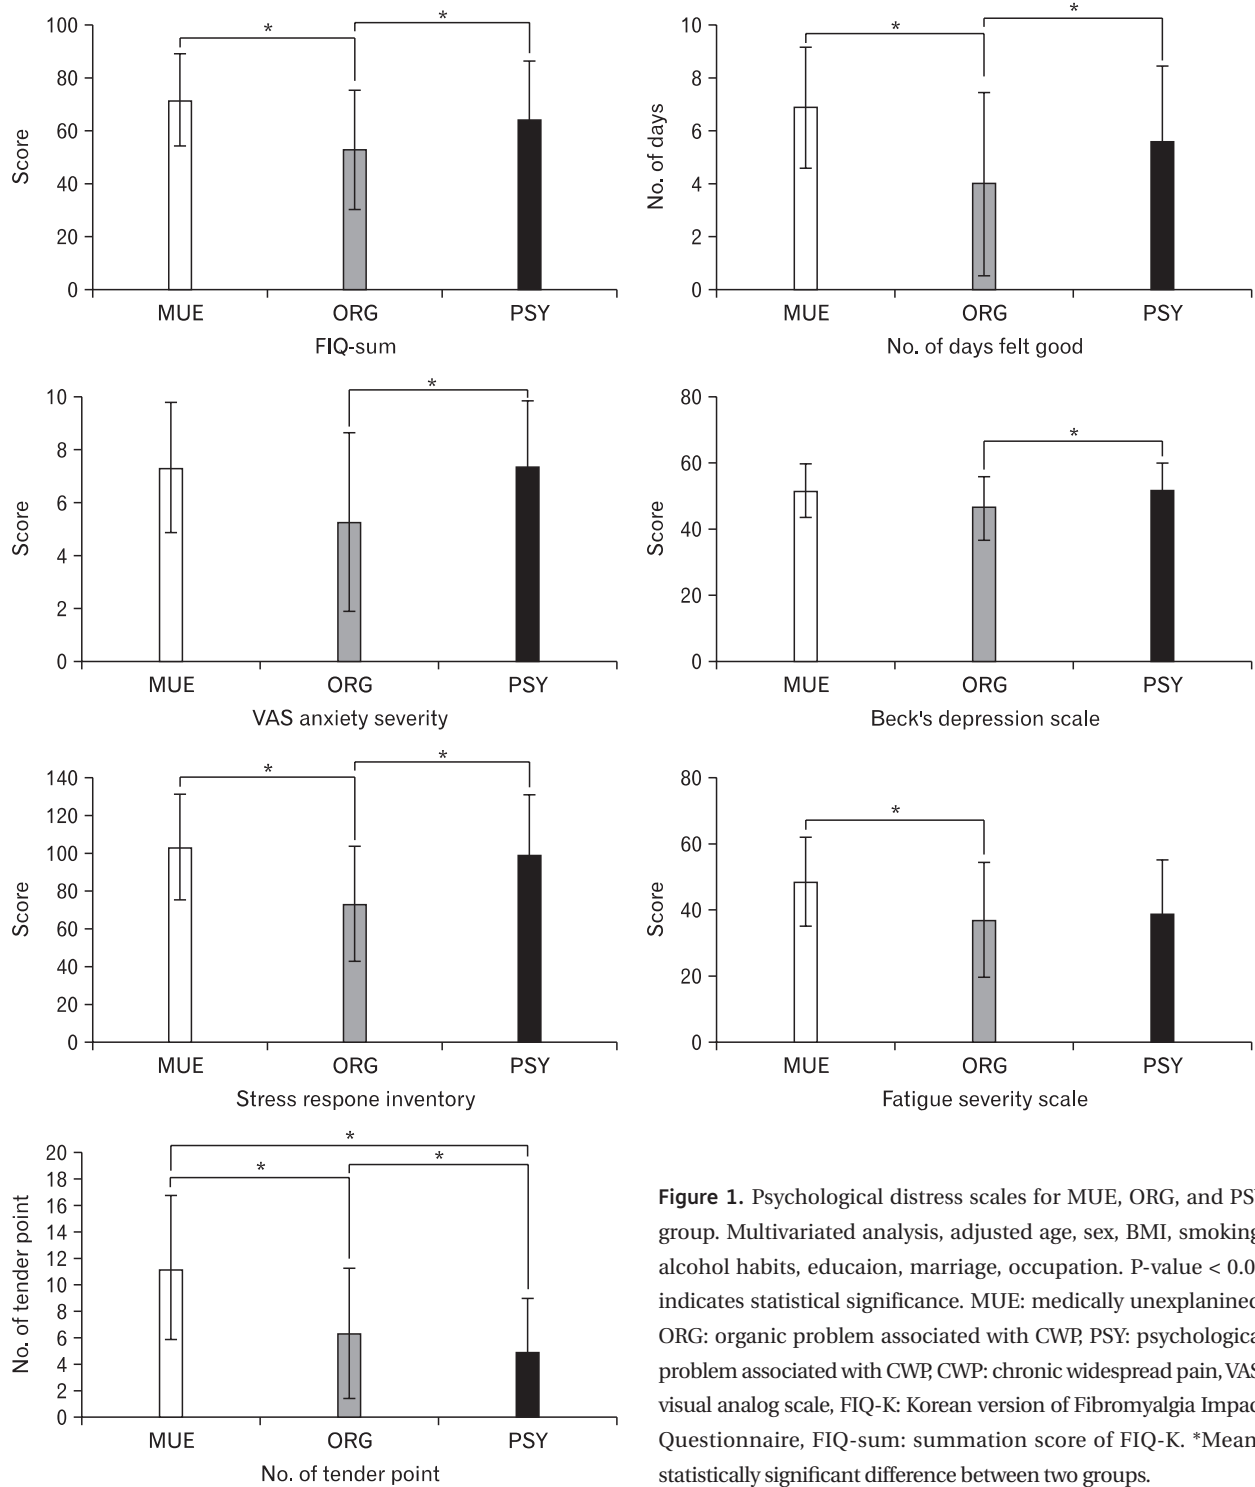 100
80
60
40
20
0
Score
*
*
MUE ORG PSY
FIQ-sum
10
8
6
4
2
0
No. of days
*
*
MUE ORG PSY
No. of days felt good
10
8
6
4
2
0
Score
*
MUE ORG PSY
VAS anxiety severity
80
60
40
20
0
Score
*
MUE ORG PSY
Beck's depression scale
140
120
100
80
60
40
20
0
Score
*
*
MUE ORG PSY
Stress respone inventory
80
60
40
20
0
Score
*
MUE ORG PSY
Fatigue severity scale
20
18
16
14
12
10
8
6
4
2
0
No. of tender point
*
*
*
MUE ORG PSY
No. of tender point
Figure 1. Psychological distress scales for MUE, ORG, and PSY
group. Multivariated analysis, adjusted age, sex, BMI, smoking
alcohol habits, educaion, marriage, occupation. P-value < 0.0
indicates statistical significance. MUE: medically unexplanined
ORG: organic problem associated with CWP, PSY: psychologica
problem associated with CWP, CWP: chronic widespread pain, VAS
visual analog scale, FIQ-K: Korean version of Fibromyalgia Impac
Questionnaire, FIQ-sum: summation score of FIQ-K. *Mean
statistically significant difference between two groups.